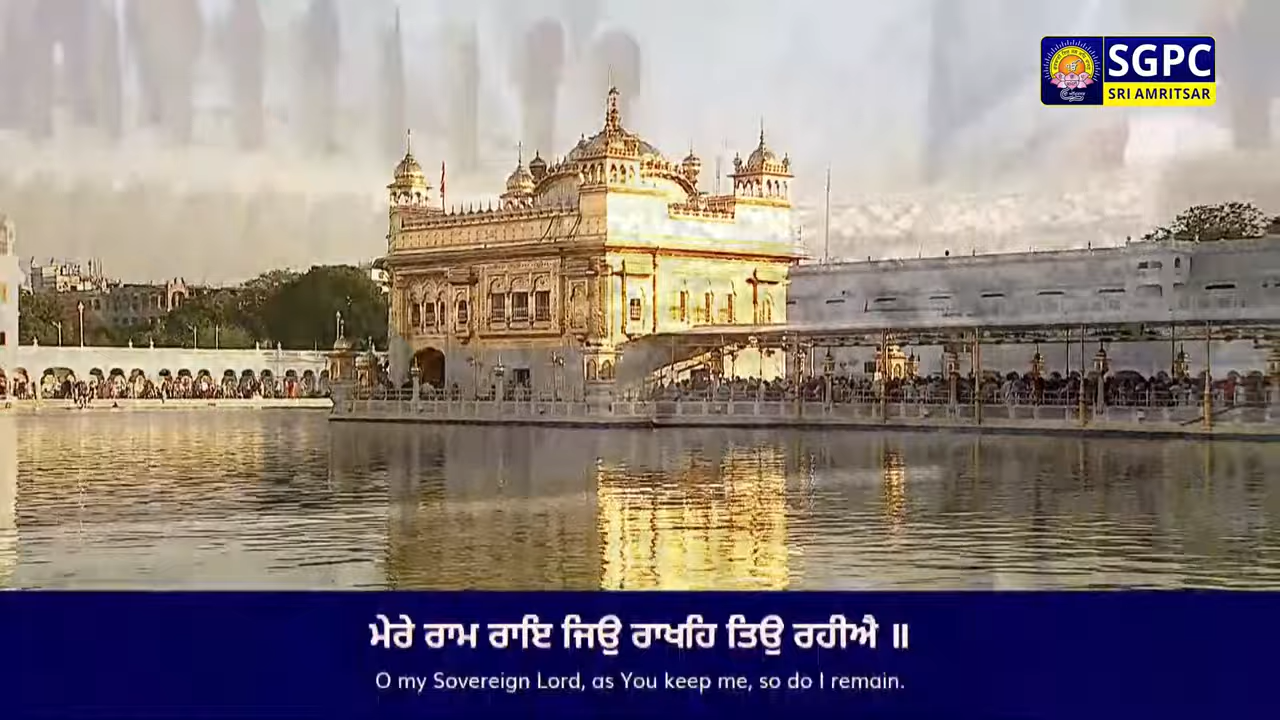 SGPC
SRI AMRITSAR
ਮੇਰੇ ਰਾਮ ਰਾਇ ਜਿਉ ਰਾਖਹਿ ਤਿਉ ਰਹੀਐ ॥
O my Sovereign Lord, as You keep me, so do I remain.